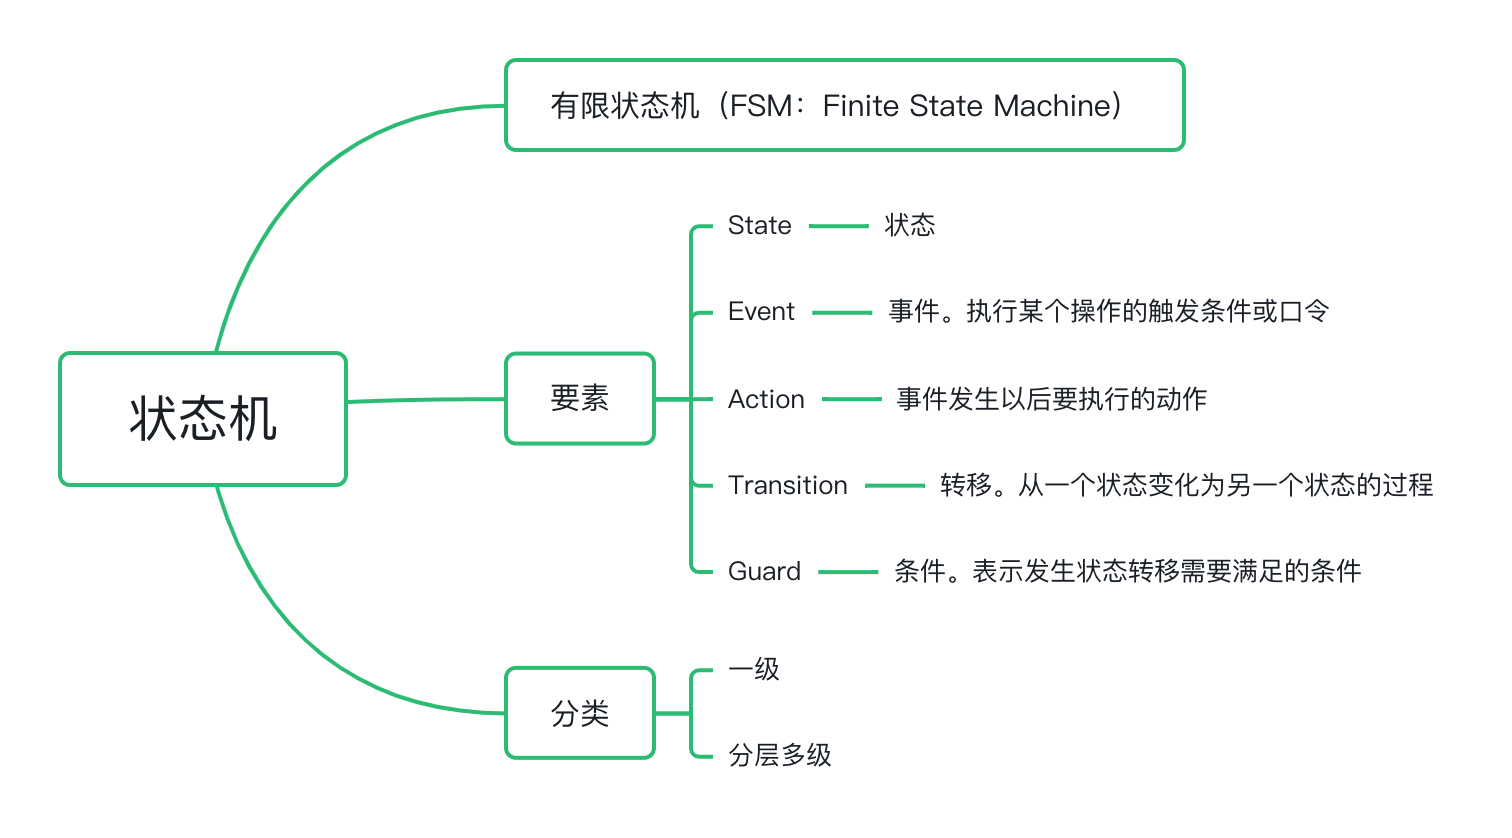 有限状态机（FSM：Finite State Machine）
State
状态
Event
事件。执行某个操作的触发条件或口令
状态机
要素
Action
事件发生以后要执行的动作
Transition
转移。从一个状态变化为另一个状态的过程
Guard
条件。表示发生状态转移需要满足的条件
分类
一级
分层多级